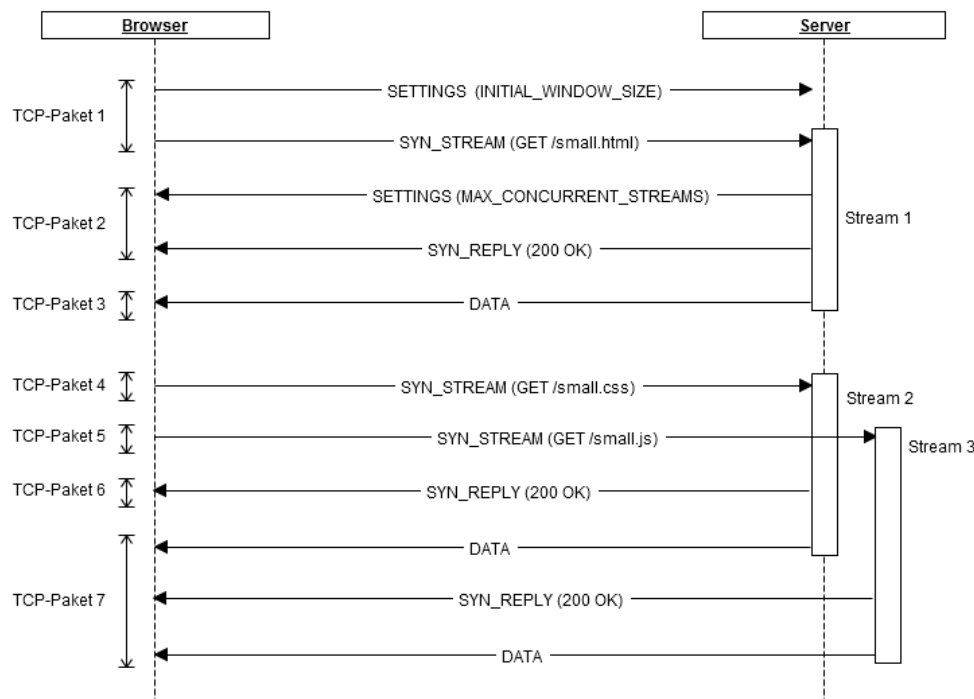 Browser
Server
SETTINGS (INITIAL_WINDOW_SIZE)
TCP-Paket 1
SYN_STREAM (GET /small.html)
SETTINGS (MAX_CONCURRENT_STREAMS)
Stream 1
TCP-Paket 2
SYN_REPLY (200 OK)
TCP-Paket 3
DATA
TCP-Paket 4
SYN_STREAM (GET /small.css)
Stream 2
TCP-Paket 5
SYN_STREAM (GET /small.js)
Stream 3
TCP-Paket 6
SYN_REPLY (200 OK)
DATA
TCP-Paket 7
SYN_REPLY (200 OK)
DATA